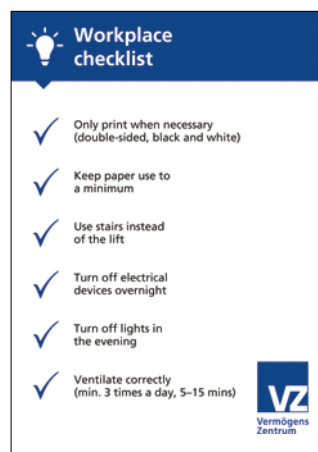 Workplace
checklist
Only print when necessary
(double-sided, black and white)
Keep paper use to
a minimum
Use stairs instead
of the lift
Turn off electrical
devices overnight
Turn off lights in
the evening
Ventilate correctly
(min. 3 times a day, 5–15 mins)
VZ
Vermögens
Zentrum